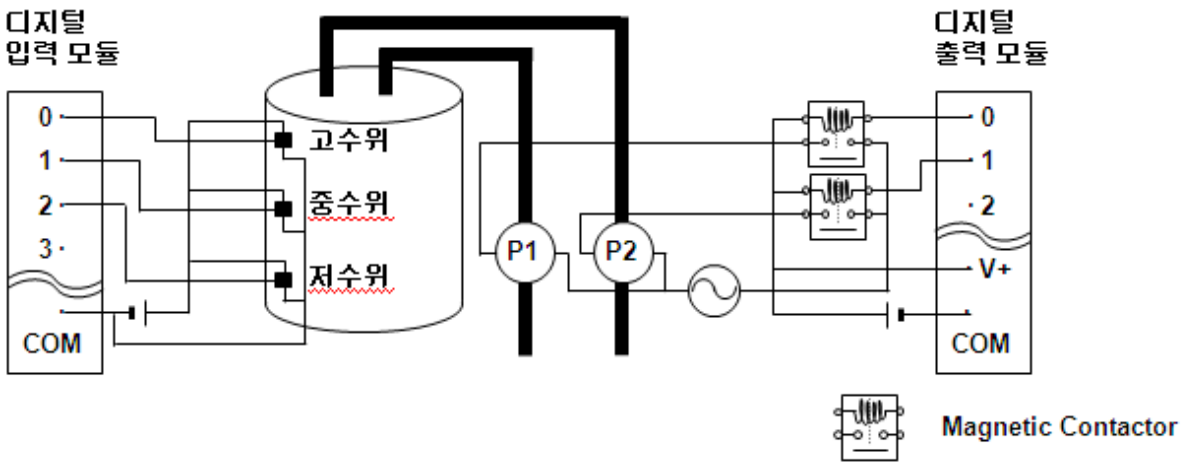 디지털
입력 모듈
0
1
2
3
COM
고수위
중수위
저수위
P1
P2
디지털
출력 모듈
0
1
2
V+
COM
Magnetic Contactor